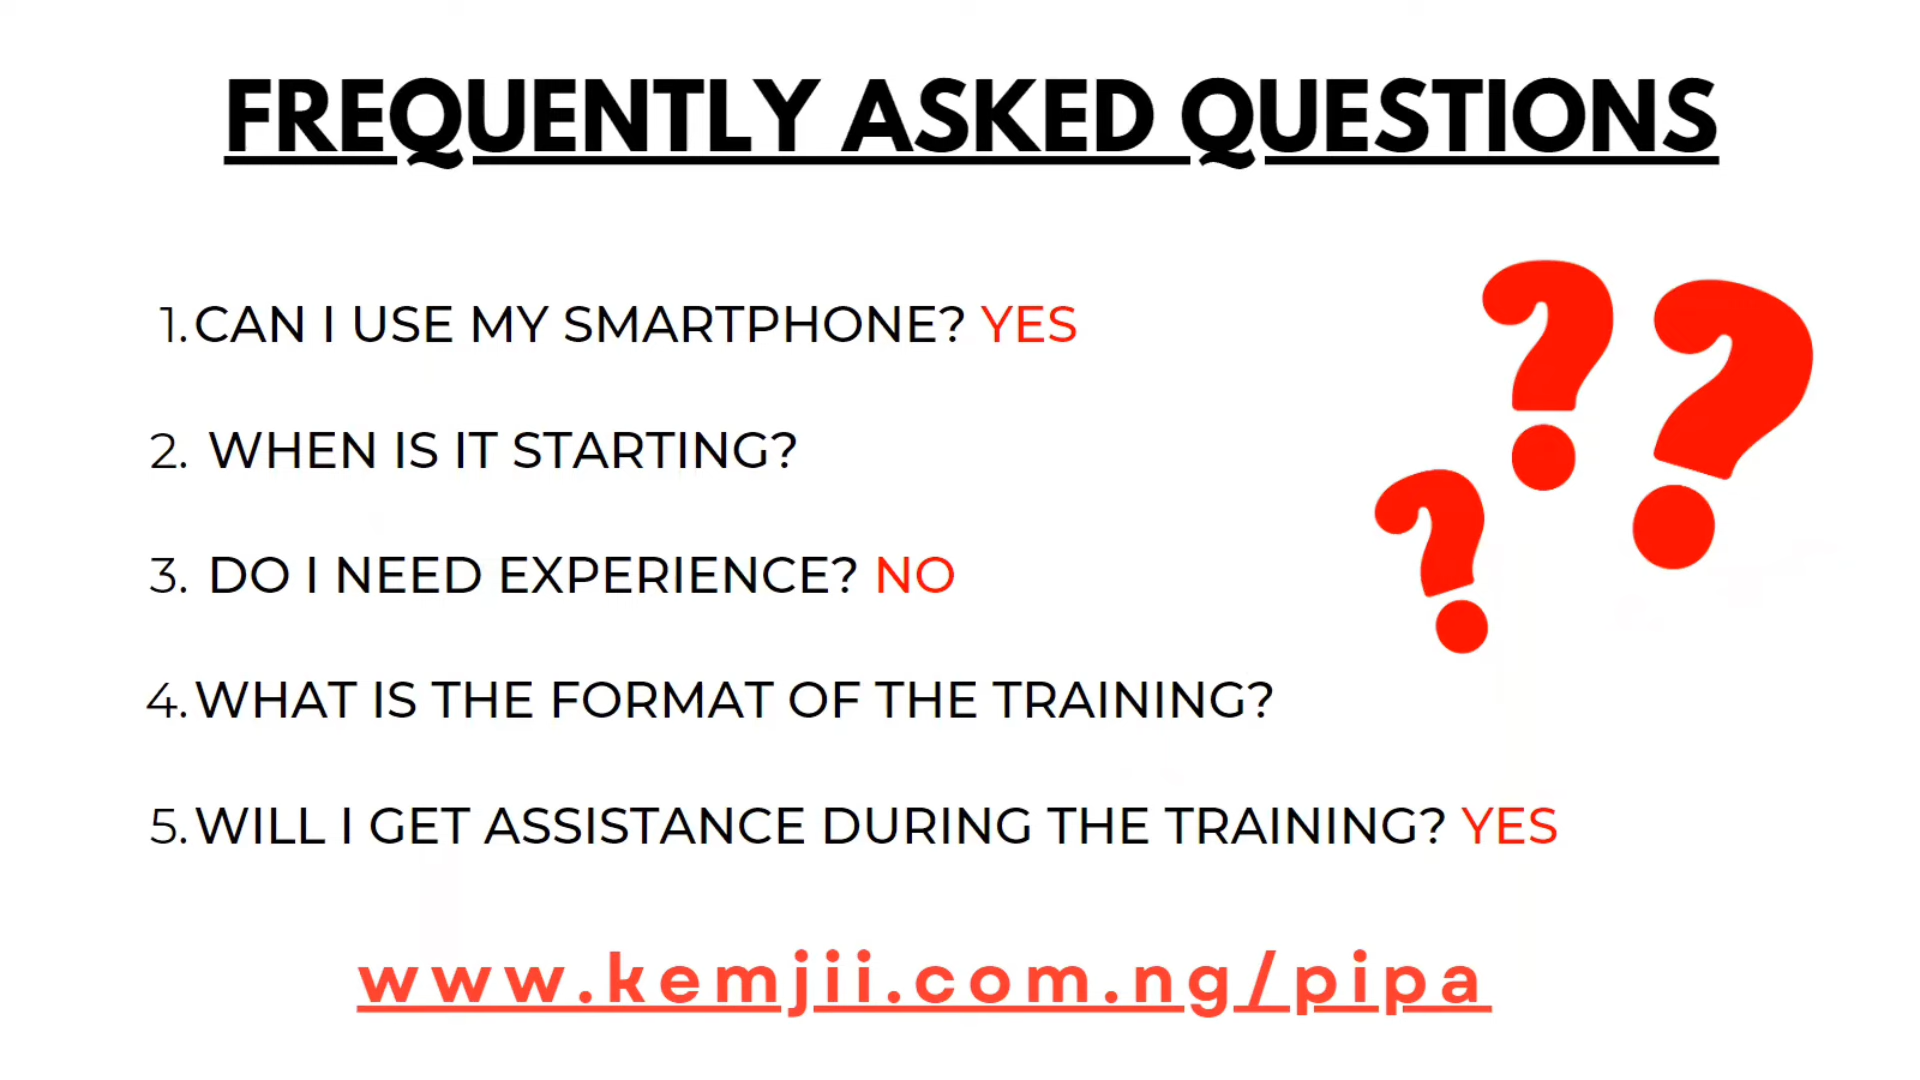 FREQUENTLY ASKED QUESTIONS
1. CAN I USE MY SMARTPHONE? YES
2. WHEN IS IT STARTING?
3. DO I NEED EXPERIENCE? NO
4. WHAT IS THE FORMAT OF THE TRAINING?
5. WILL I GET ASSISTANCE DURING THE TRAINING? YES
www.kemjii.com.ng/pipa